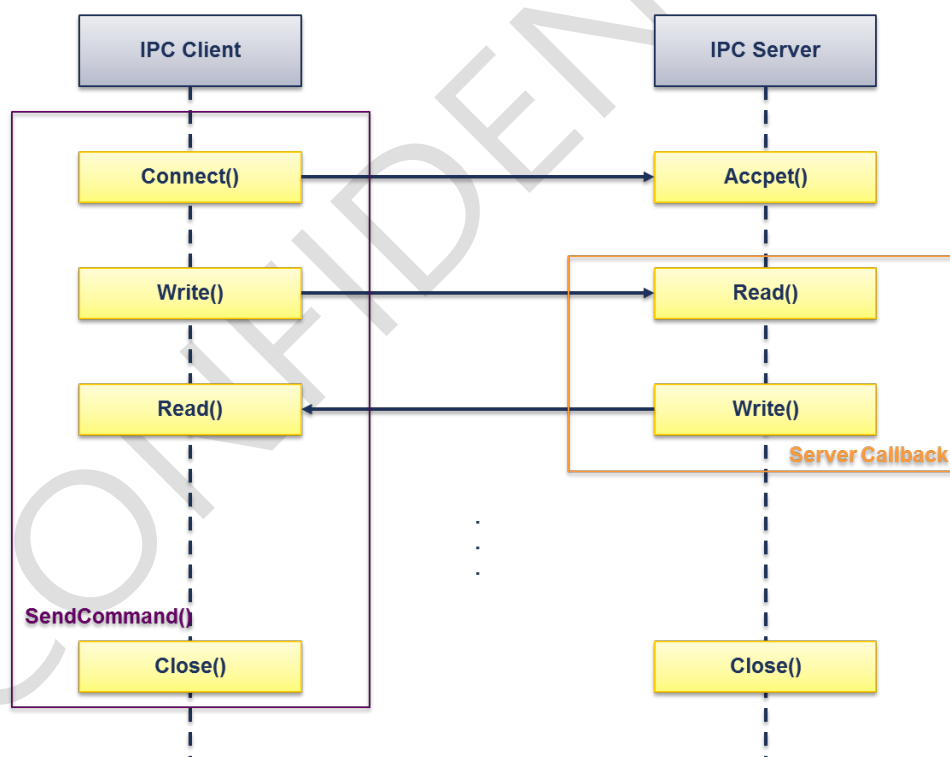 IPC Client
IPC Server
Connect()
Accpet()
Write()
Read()
Read()
Write()
Server Callback
.
.
.
SendCommand()
Close()
Close()
CONFIDEN